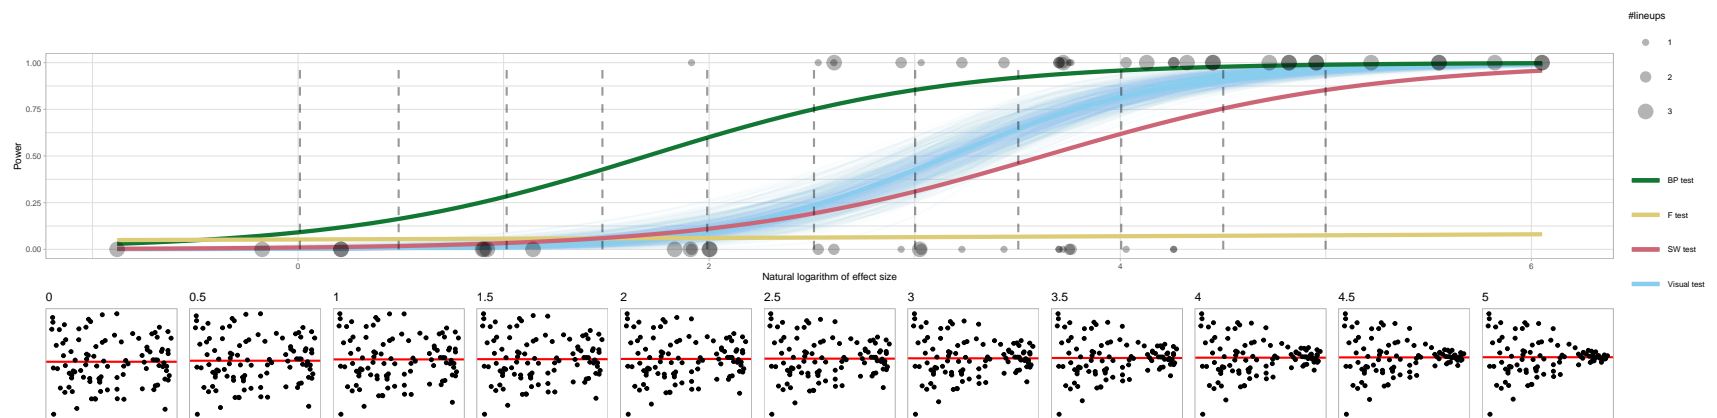 #lineups
1
2
3
BP test
F test
SW test
Visual test
Power
1.00
0.75
0.50
0.25
0.00
0
2
4
6
Natural logarithm of effect size
0 0.5 1 1.5 2 2.5 3 3.5 4 4.5 5